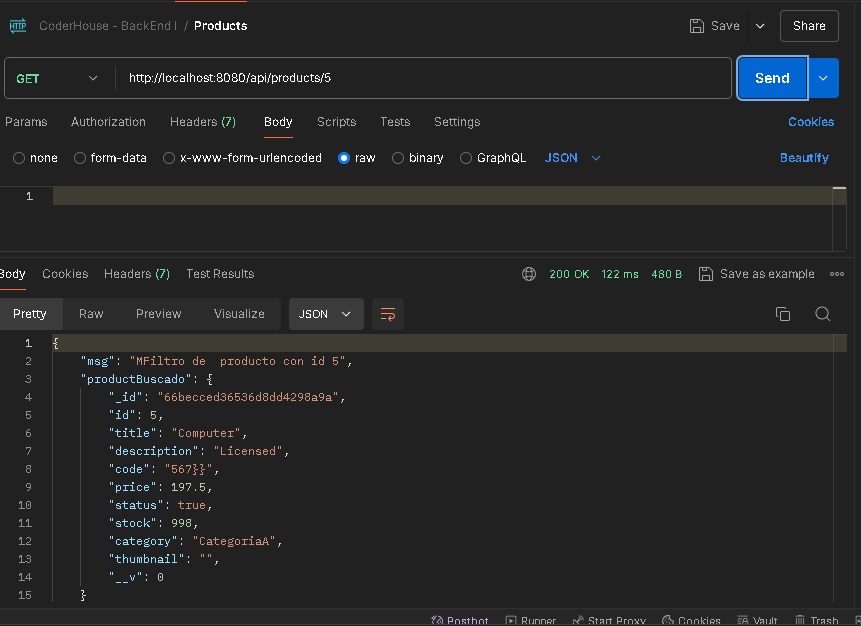 HTTP CoderHouse - BackEnd I / Products Save Share
GET http://localhost:8080/api/products/5 Send
Params Authorization Headers (7) Body Scripts Tests Settings Cookies
none form-data x-www-form-urlencoded raw binary GraphQL JSON Beautify
1
Body Cookies Headers (7) Test Results 200 OK 122 ms 480 B Save as example
Pretty Raw Preview Visualize JSON
1 {
2 "msg": "MFiltro de  producto con id 5",
3 "productBuscado": {
4 "_id": "66becced36536d8dd4298a9a",
5 "id": 5,
6 "title": "Computer",
7 "description": "Licensed",
8 "code": "567}}",
9 "price": 197.5,
10 "status": true,
11 "stock": 998,
12 "category": "CategoriaA",
13 "thumbnail": "",
14 "__v": 0
15 }
Postbot Runner Start Proxy Cookies Vault Trash